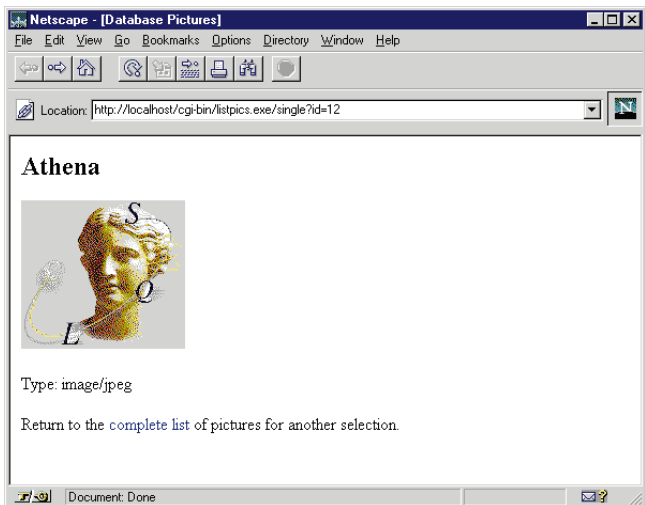 Netscape - [Database Pictures]
File Edit View Go Bookmarks Options Directory Window Help
Location: http://localhost/cgi-bin/listpics.exe/single?id=12
N
Athena
S
Q
L
Type: image/jpeg
Return to the complete list of pictures for another selection.
Document: Done